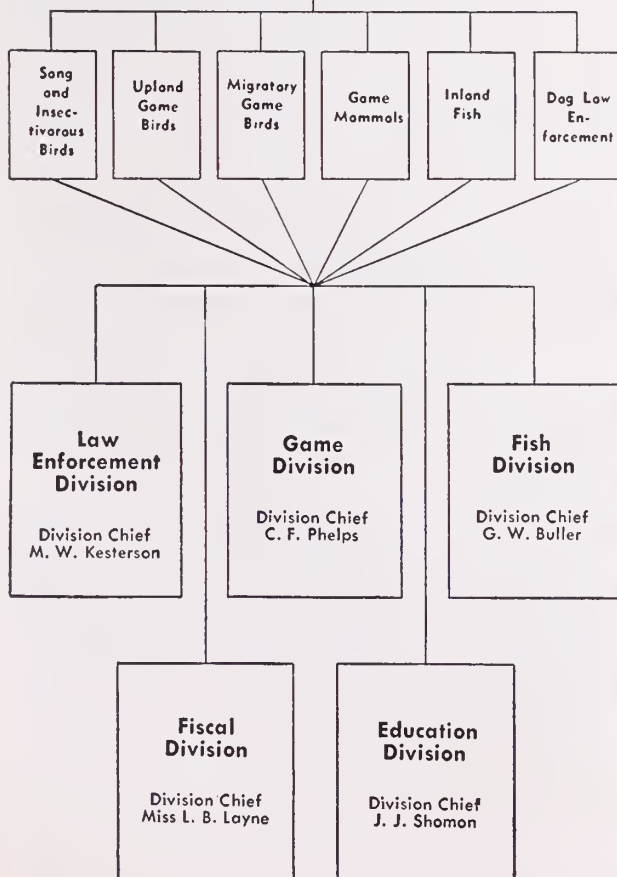 Song
and
Insec-
tivorous
Birds
Upland
Game
Birds
Migratory
Game
Birds
Game
Mammals
Inland
Fish
Dog Law
En-
forcement
Law
Enforcement
Division
Division Chief
M. W. Kesterson
Game
Division
Division Chief
C. F. Phelps
Fish
Division
Division Chief
G. W. Buller
Fiscal
Division
Division Chief
Miss L. B. Layne
Education
Division
Division Chief
J. J. Shomon